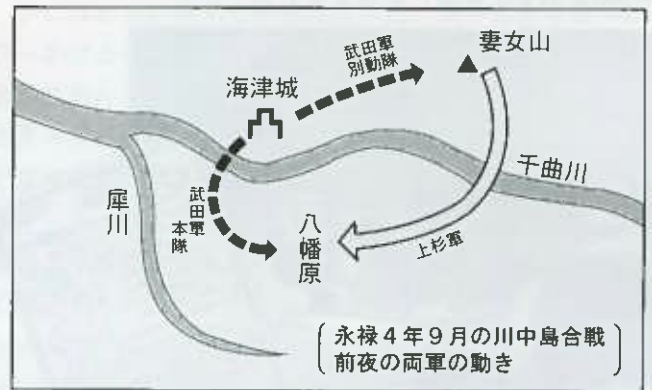 妻女山
武田軍
別動隊
海津城
千曲川
犀川
武田軍
本隊
八幡原
上杉軍
永禄4年9月の川中島合戦
前夜の両軍の動き